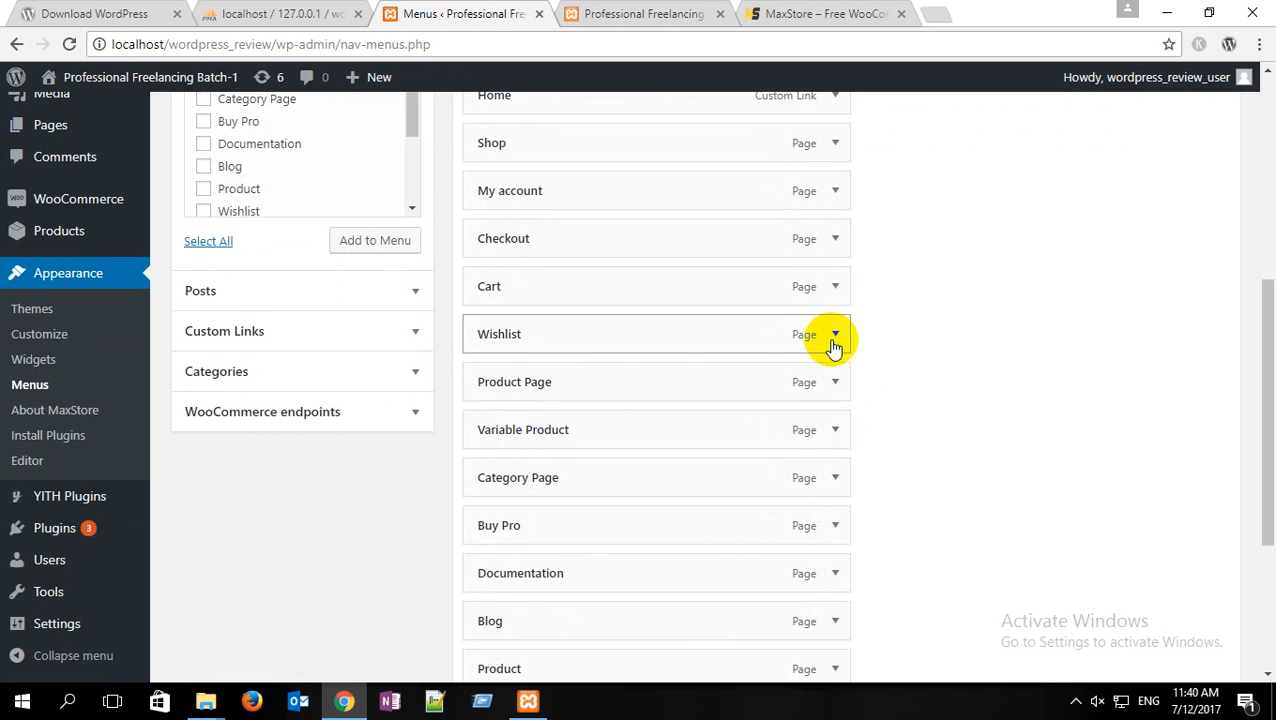 Download WordPress
localhost / 127.0.0.1 / wc
Menus ‹ Professional Fre
Professional Freelancing
MaxStore – Free WooCo
localhost/wordpress_review/wp-admin/nav-menus.php
Professional Freelancing Batch-1
6
0
New
Howdy, wordpress_review_user
Media
Pages
Comments
WooCommerce
Products
Appearance
Themes
Customize
Widgets
Menus
About MaxStore
Install Plugins
Editor
YITH Plugins
Plugins 3
Users
Tools
Settings
Collapse menu
Category Page
Buy Pro
Documentation
Blog
Product
Wishlist
Select All
Add to Menu
Posts
Custom Links
Categories
WooCommerce endpoints
Home Custom Link
Shop Page
My account Page
Checkout Page
Cart Page
Wishlist Page
Product Page Page
Variable Product Page
Category Page Page
Buy Pro Page
Documentation Page
Blog Page
Product Page
Activate Windows
Go to Settings to activate Windows.
ENG
11:40 AM
7/12/2017